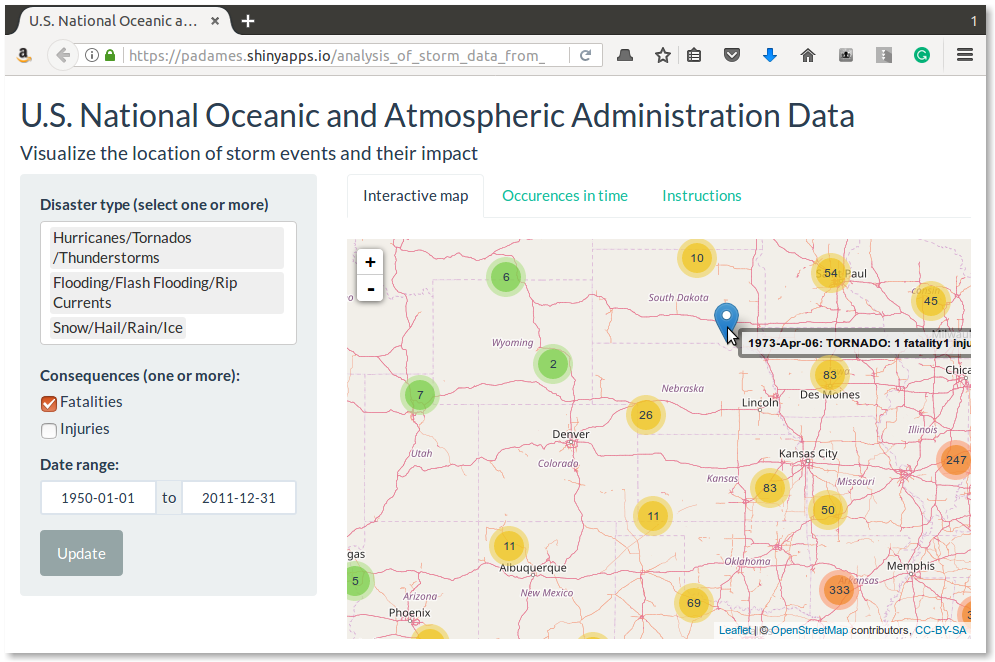 U.S. National Oceanic a...
1
https://padames.shinyapps.io/analysis_of_storm_data_from_
U.S. National Oceanic and Atmospheric Administration Data
Visualize the location of storm events and their impact
Disaster type (select one or more)
Hurricanes/Tornados
/Thunderstorms
Flooding/Flash Flooding/Rip
Currents
Snow/Hail/Rain/Ice
Consequences (one or more):
Fatalities
Injuries
Date range:
1950-01-01 to 2011-12-31
Update
Interactive map Occurences in time Instructions
+
-
10
6
54
Paul
South Dakota
45
1973-Apr-06: TORNADO: 1 fatality1 inju
Wyoming
2
83
Chica
7
Nebraska
Des Moines
Lincoln
26
Denver
Illinois
Utah
Kansas City
247
Colorado
Kansas
Missouri
83
50
11
11
gas
Albuquerque
Oklahoma
Memphis
5
Arizona
New Mexico
333
Arkansas
69
Phoenix
3
Leaflet | © OpenStreetMap contributors, CC-BY-SA